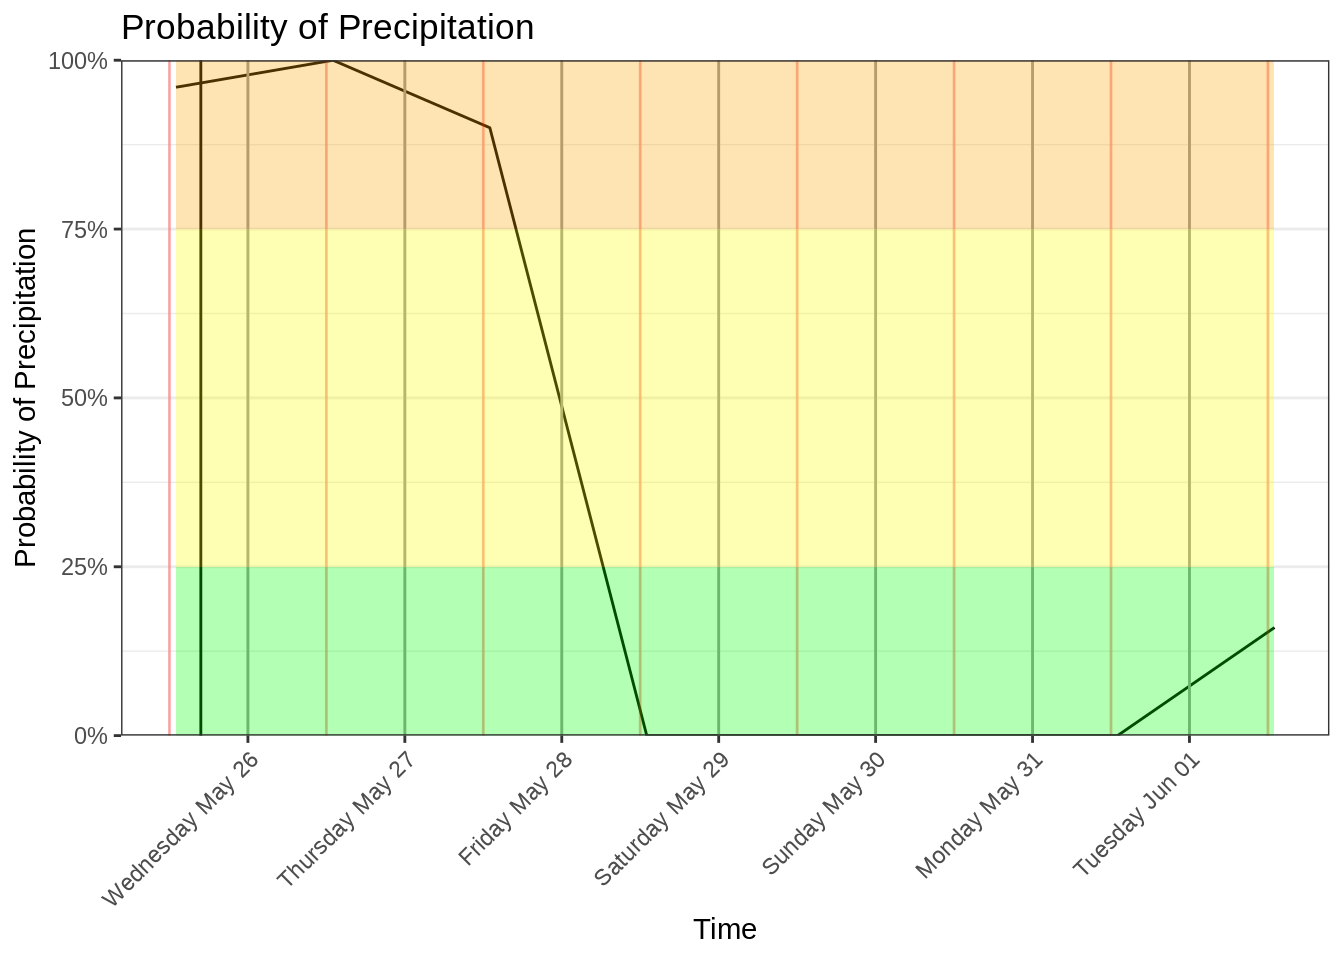 Probability of Precipitation
100%
75%
50%
25%
0%
Probability of Precipitation
Wednesday May 26
Thursday May 27
Friday May 28
Saturday May 29
Sunday May 30
Monday May 31
Tuesday Jun 01
Time